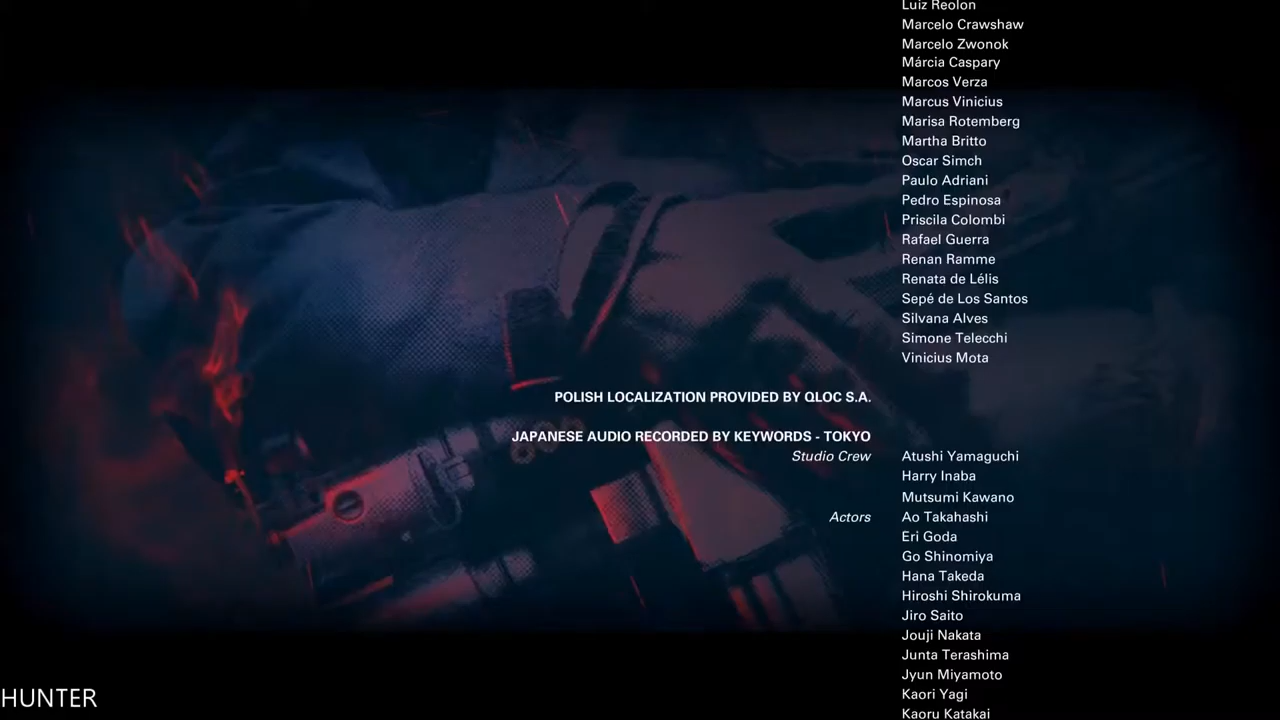 Luiz Reolon
Marcelo Crawshaw
Marcelo Zwonok
Márcia Caspary
Marcos Verza
Marcus Vinicius
Marisa Rotemberg
Martha Britto
Oscar Simch
Paulo Adriani
Pedro Espinosa
Priscila Colombi
Rafael Guerra
Renan Ramme
Renata de Lélis
Sepé de Los Santos
Silvana Alves
Simone Telecchi
Vinicius Mota
POLISH LOCALIZATION PROVIDED BY QLOC S.A.
JAPANESE AUDIO RECORDED BY KEYWORDS - TOKYO
Studio Crew Atushi Yamaguchi
Harry Inaba
Mutsumi Kawano
Actors Ao Takahashi
Eri Goda
Go Shinomiya
Hana Takeda
Hiroshi Shirokuma
Jiro Saito
Jouji Nakata
Junta Terashima
Jyun Miyamoto
Kaori Yagi
Kaoru Katakai
HUNTER